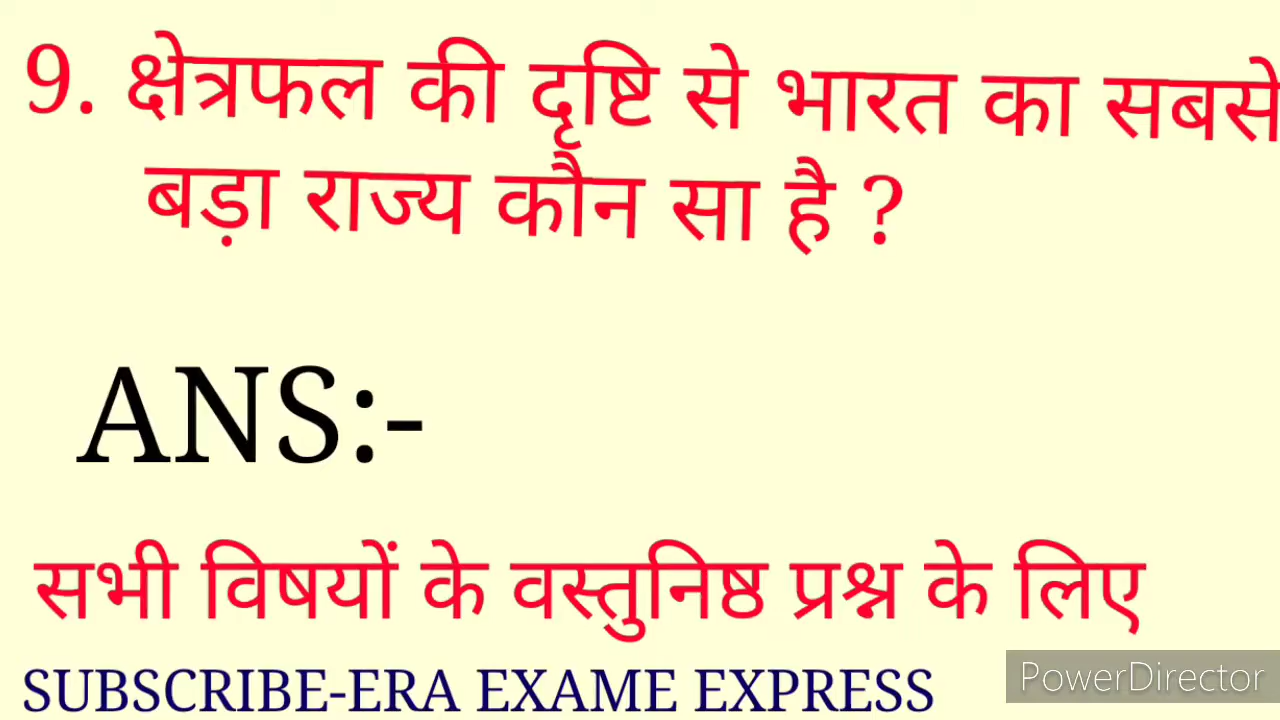 9. क्षेत्रफल की दृष्टि से भारत का सबसे
बड़ा राज्य कौन सा है ?
ANS:-
सभी विषयों के वस्तुनिष्ठ प्रश्न के लिए
SUBSCRIBE-ERA EXAME EXPRESS
PowerDirector